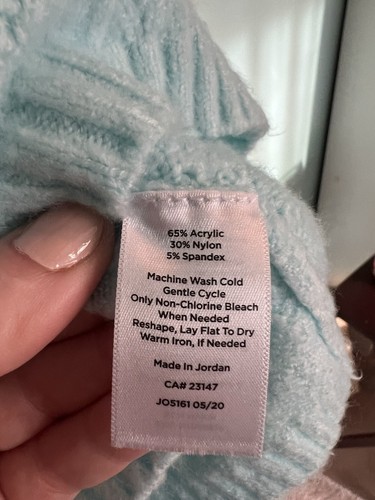 65% Acrylic
30% Nylon
5% Spandex
Machine Wash Cold
Gentle Cycle
Only Non-Chlorine Bleach
When Needed
Reshape, Lay Flat To Dry
Warm Iron, If Needed
Made In Jordan
CA# 23147
JO5161 05/20